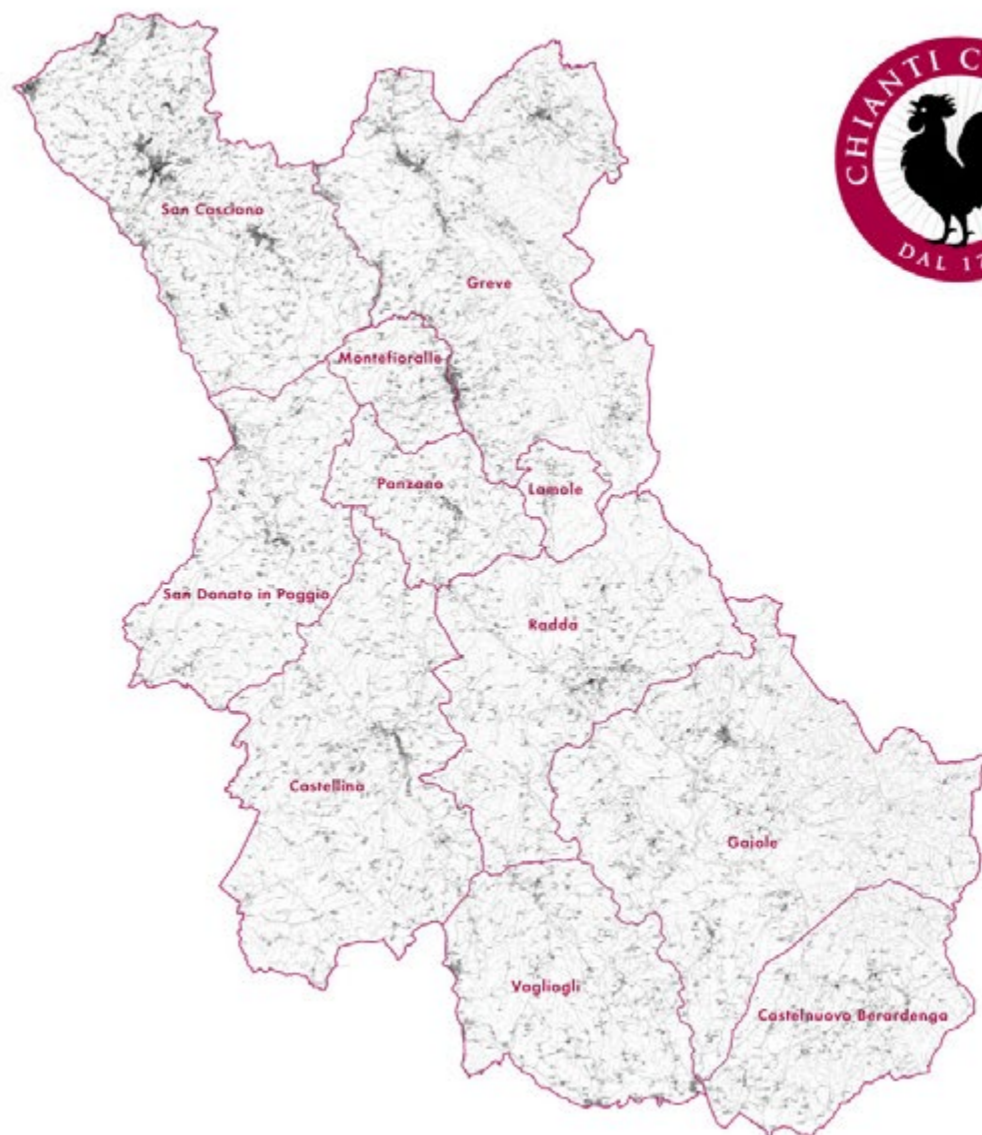 CHIANTI C
DAL 17
San Casciano
Greve
Montefioralle
Panzano
Lamole
San Donato in Poggio
Radda
Castellina
Gaiole
Vagliagli
Castelnuovo Berardenga